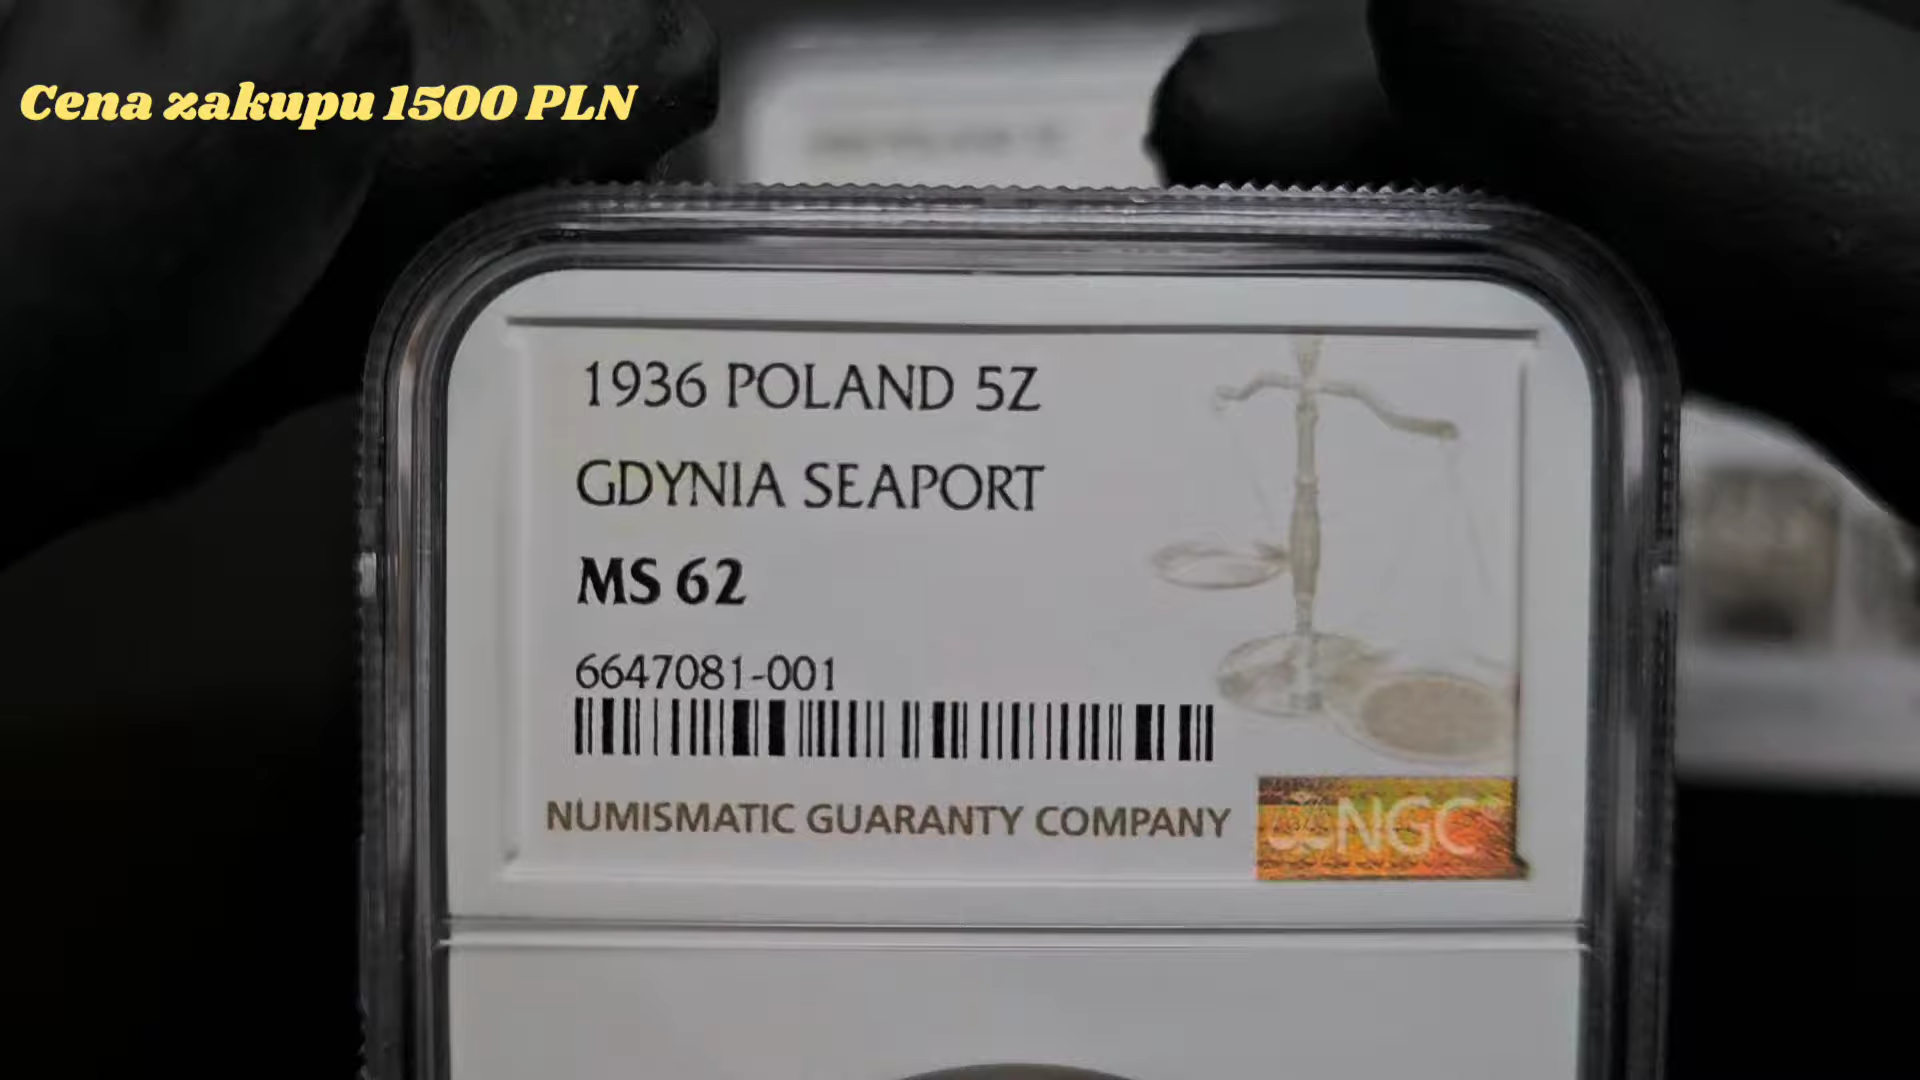 Cena zakupu 1500 PLN
1936 POLAND 5Z
GDYNIA SEAPORT
MS 62
6647081-001
NUMISMATIC GUARANTY COMPANY
NGC